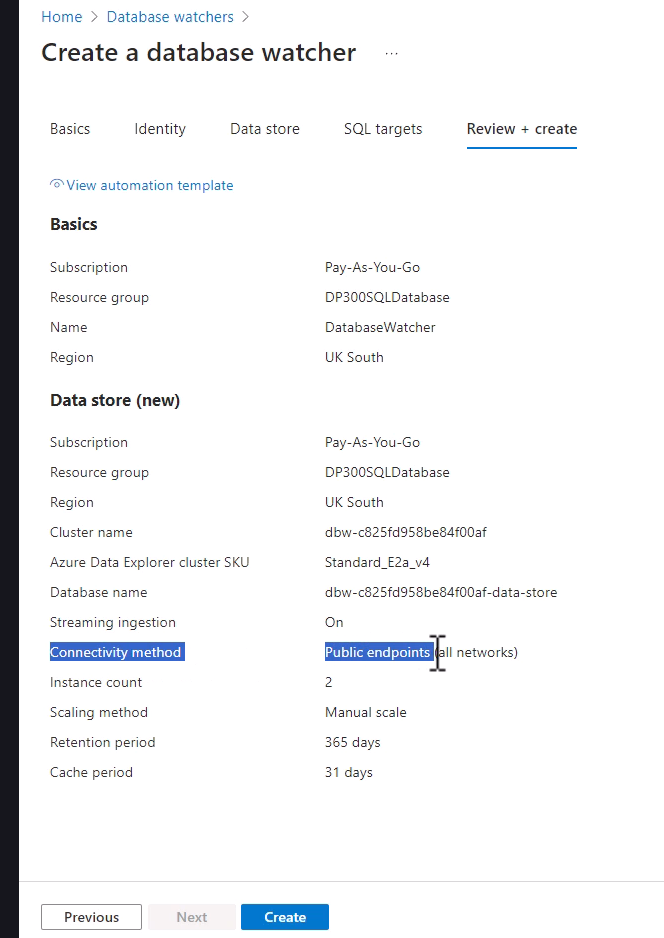 Home > Database watchers >
Create a database watcher ...
Basics Identity Data store SQL targets Review + create
View automation template
Basics
Subscription Pay-As-You-Go
Resource group DP300SQLDatabase
Name DatabaseWatcher
Region UK South
Data store (new)
Subscription Pay-As-You-Go
Resource group DP300SQLDatabase
Region UK South
Cluster name dbw-c825fd958be84f00af
Azure Data Explorer cluster SKU Standard_E2a_v4
Database name dbw-c825fd958be84f00af-data-store
Streaming ingestion On
Connectivity method Public endpoints (all networks)
Instance count 2
Scaling method Manual scale
Retention period 365 days
Cache period 31 days
Previous Next Create